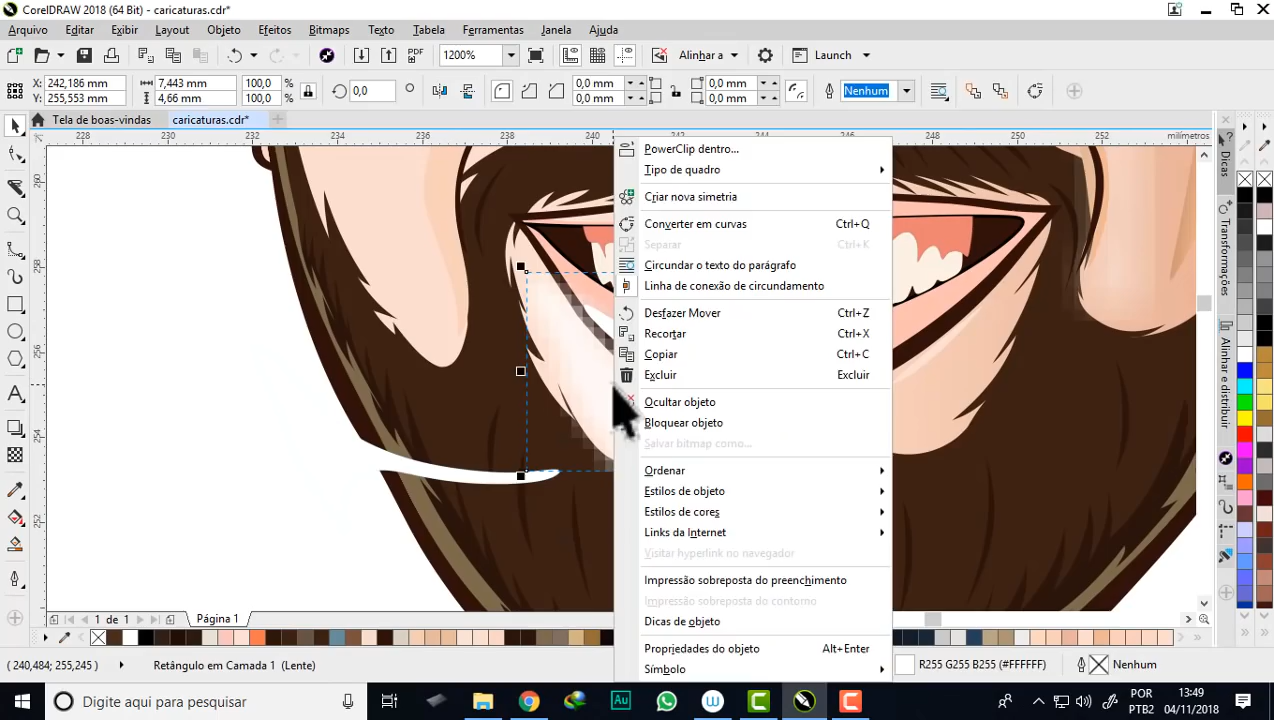 CorelDRAW 2018 (64 Bit) - caricaturas.cdr*
Arquivo Editar Exibir Layout Objeto Efeitos Bitmaps Texto Tabela Ferramentas Janela Ajuda
PDF 1200% Alinhar a Launch
X: 242,186 mm 7,443 mm 100,0 % 0,0 0,0 mm 0,0 mm Nenhum
Y: 255,553 mm 4,66 mm 100,0 % 0,0 mm 0,0 mm
Tela de boas-vindas caricaturas.cdr*
228 230 232 234 236 238 240 242 244 246 248 250 252 milímetros
260
258
256
254
252
PowerClip dentro...
Tipo de quadro
Criar nova simetria
Converter em curvas Ctrl+Q
Separar Ctrl+K
Circundar o texto do parágrafo
Linha de conexão de circundamento
Desfazer Mover Ctrl+Z
Recortar Ctrl+X
Copiar Ctrl+C
Excluir Excluir
Ocultar objeto
Bloquear objeto
Salvar bitmap como...
Ordenar
Estilos de objeto
Estilos de cores
Links da Internet
Visitar hyperlink no navegador
Impressão sobreposta do preenchimento
Impressão sobreposta do contorno
Dicas de objeto
Propriedades do objeto Alt+Enter
Símbolo
Dicas
Transformações
Alinhar e distribuir
1 de 1 Página 1
( 240,484; 255,245 ) Retângulo em Camada 1 (Lente) R255 G255 B255 (#FFFFFF) Nenhum
Digite aqui para pesquisar Au W POR 13:49
PTB2 04/11/2018